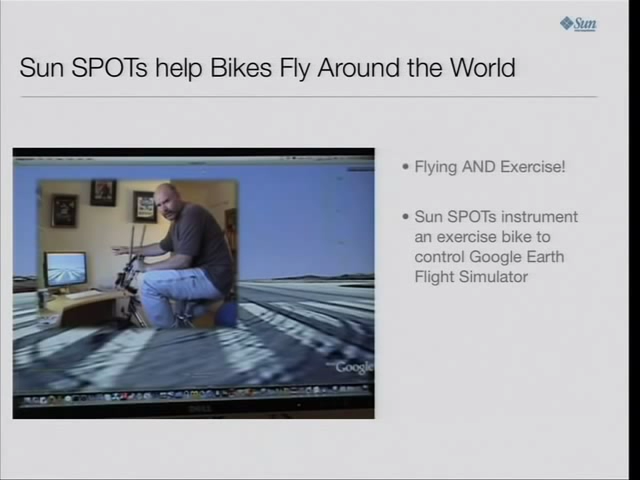 Sun
Sun SPOTs help Bikes Fly Around the World
• Flying AND Exercise!
• Sun SPOTs instrument
an exercise bike to
control Google Earth
Flight Simulator
Google
DELL